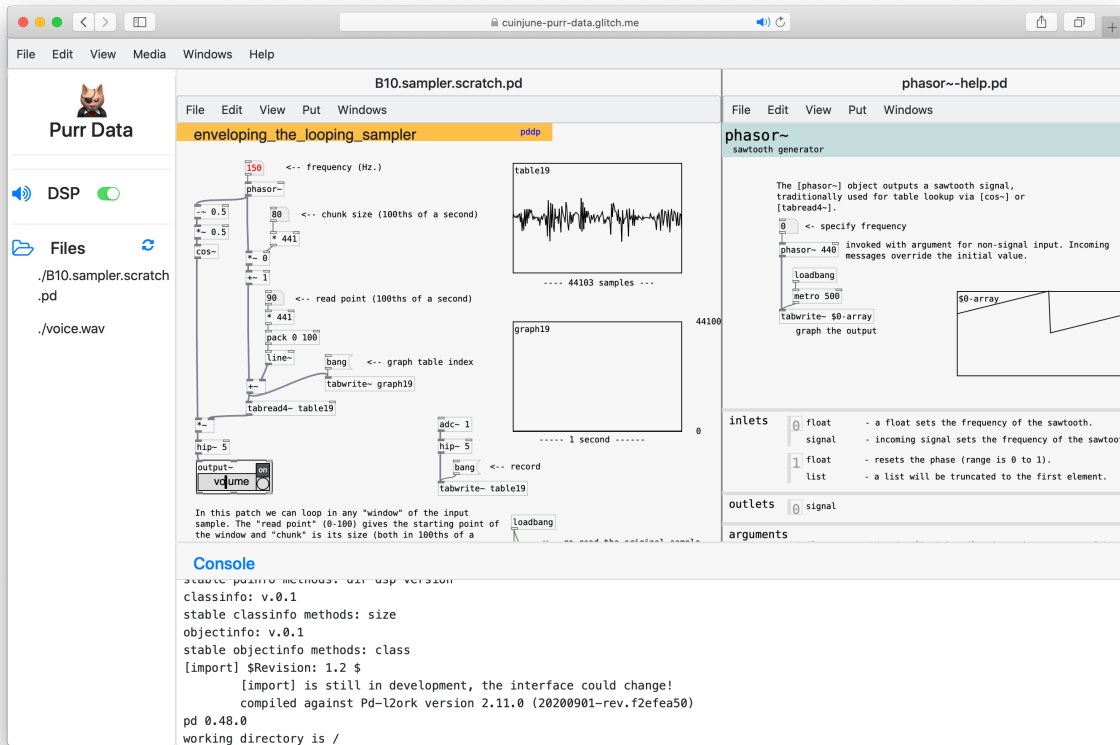 cuinjune-purr-data.glitch.me
File Edit View Media Windows Help
Purr Data
DSP
Files
./B10.sampler.scratch
.pd
./voice.wav
B10.sampler.scratch.pd
File Edit View Put Windows
enveloping_the_looping_sampler
pddp
150
<-- frequency (Hz.)
phasor~
-~ 0.5
80
<-- chunk size (100ths of a second)
*~ 0.5
* 441
cos~
*~ 0
+~ 1
90
<-- read point (100ths of a second)
* 441
pack 0 100
line~
bang
<-- graph table index
+~
tabwrite~ graph19
tabread4~ table19
*~
hip~ 5
output~
on
volume
adc~ 1
hip~ 5
bang
<-- record
tabwrite~ table19
table19
---- 44103 samples ---
44100
graph19
0
----- 1 second ------
In this patch we can loop in any "window" of the input
sample. The "read point" (0-100) gives the starting point of
the window and "chunk" is its size (both in 100ths of a
loadbang
phasor~-help.pd
File Edit View Put Windows
phasor~
sawtooth generator
The [phasor~] object outputs a sawtooth signal,
traditionally used for table lookup via [cos~] or
[tabread4~].
0
<- specify frequency
phasor~ 440
invoked with argument for non-signal input. Incoming
messages override the initial value.
loadbang
metro 500
tabwrite~ $0-array
graph the output
$0-array
inlets
0
float - a float sets the frequency of the sawtooth.
signal - incoming signal sets the frequency of the
1
float - resets the phase (range is 0 to 1).
list - a list will be truncated to the first element.
outlets
0
signal
arguments
Console
stable pdinfo methods: dir dsp version
classinfo: v.0.1
stable classinfo methods: size
objectinfo: v.0.1
stable objectinfo methods: class
[import] $Revision: 1.2 $
[import] is still in development, the interface could change!
compiled against Pd-l2ork version 2.11.0 (20200901-rev.f2efea50)
pd 0.48.0
working directory is /